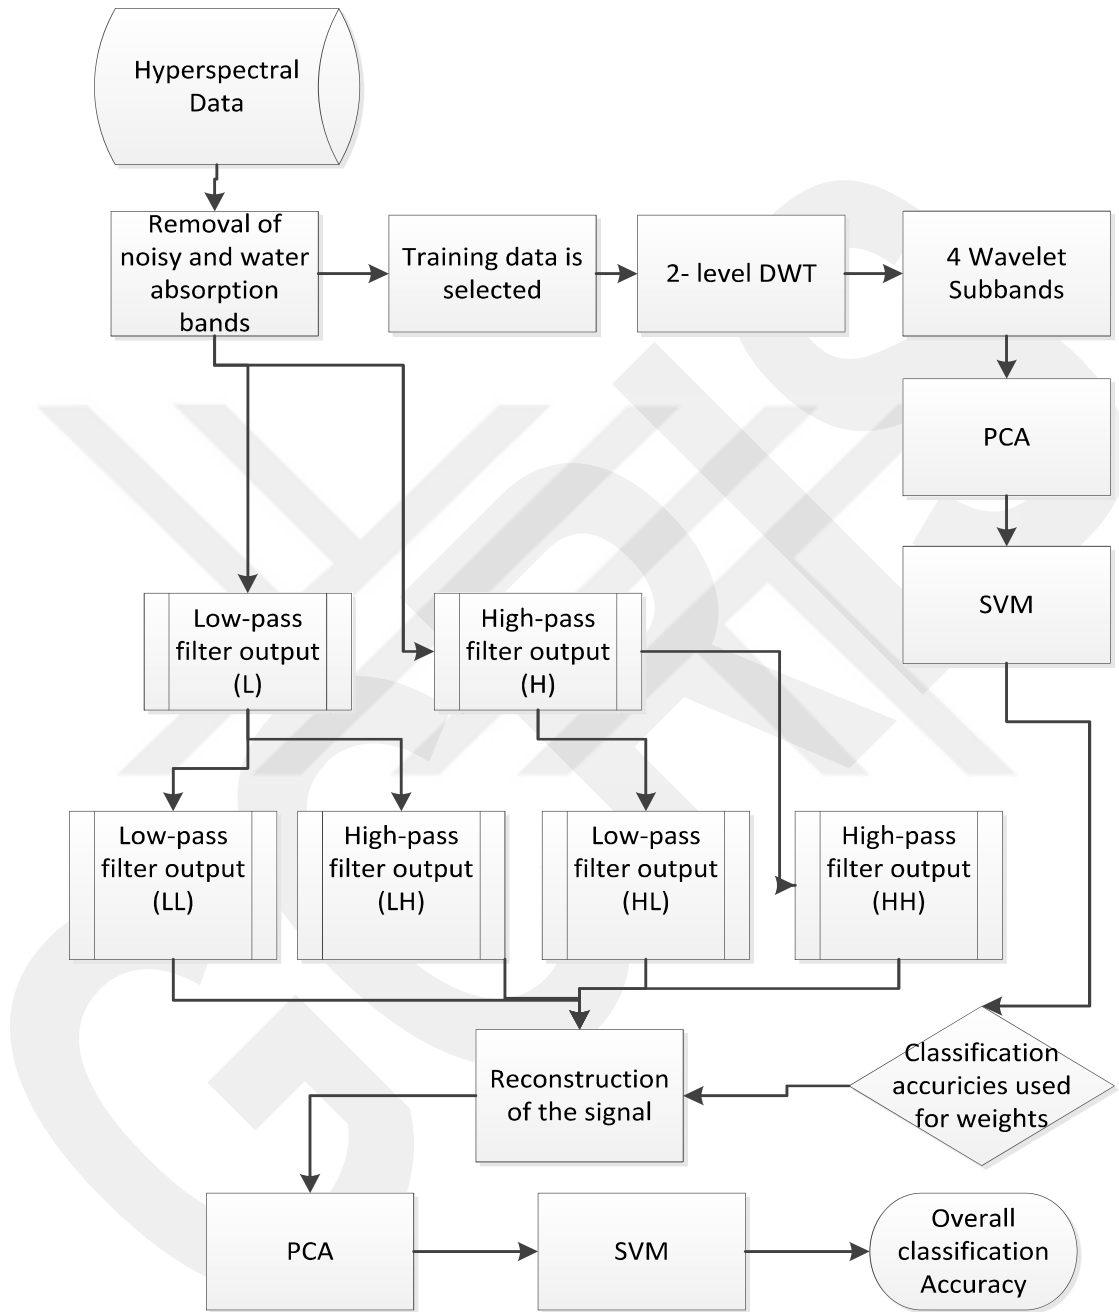 Hyperspectral
Data
Removal of
noisy and water
absorption
bands
Training data is
selected
2- level DWT
4 Wavelet
Subbands
PCA
SVM
Low-pass
filter output
(L)
High-pass
filter output
(H)
Low-pass
filter output
(LL)
High-pass
filter output
(LH)
Low-pass
filter output
(HL)
High-pass
filter output
(HH)
Reconstruction
of the signal
Classification
accuricies used
for weights
PCA
SVM
Overall
classification
Accuracy